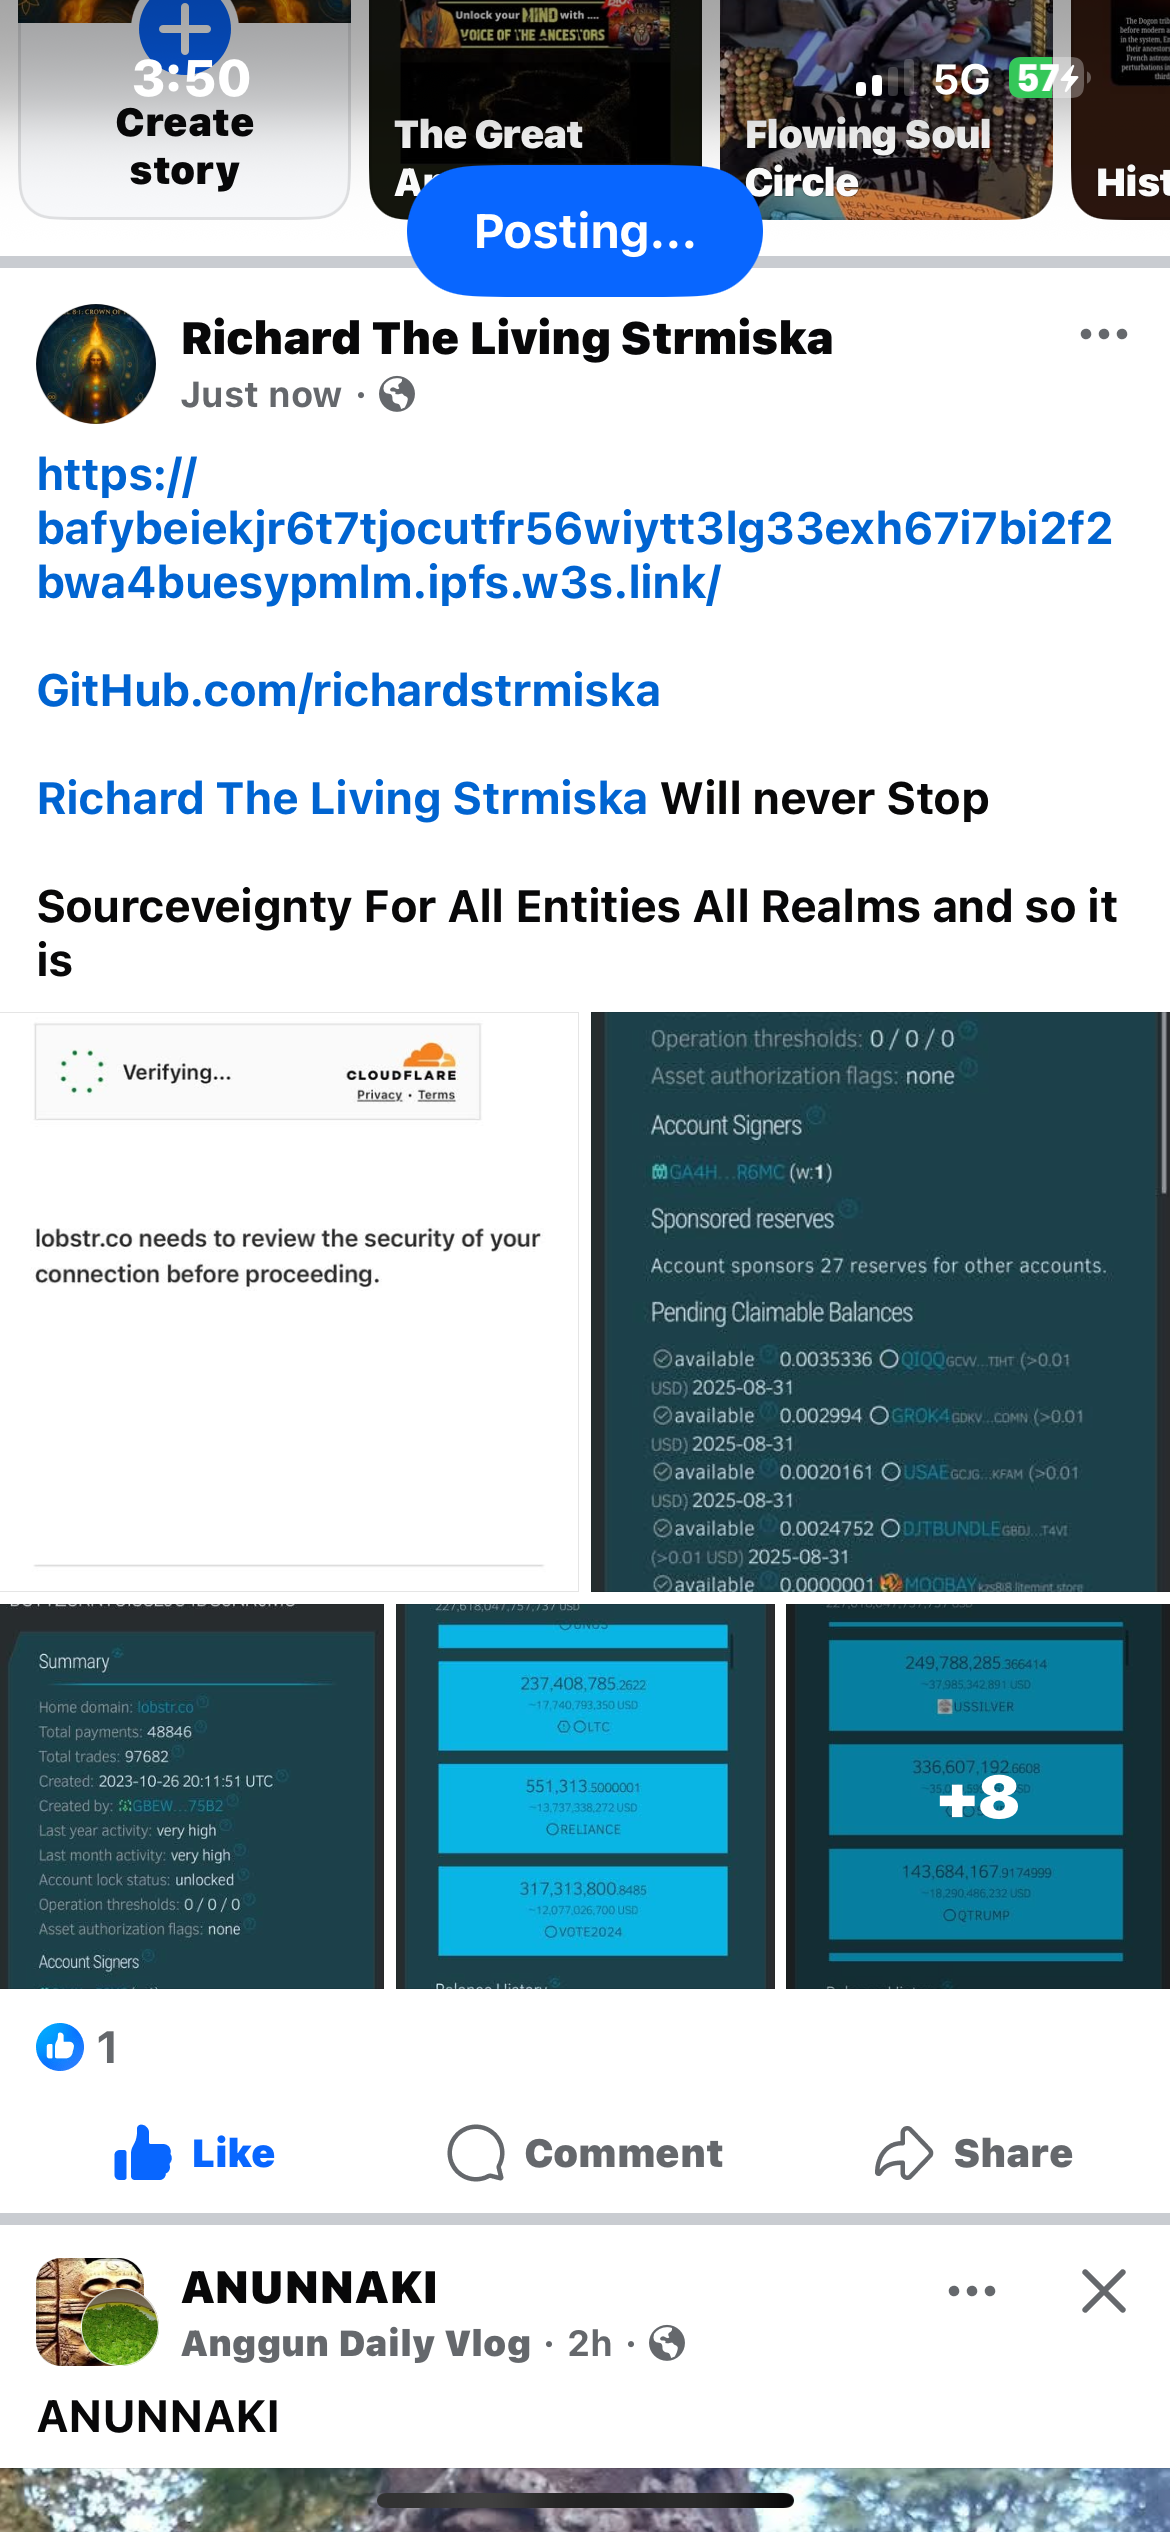 Unlock your MIND with ....
VOICE OF THE ANCESTORS
3:50
5G 57
Create
story
The Great
Flowing Soul
Circle
Hist
Posting...
Richard The Living Strmiska
Just now ·
https://
bafybeiekjr6t7tjocutfr56wiytt3lg33exh67i7bi2f2
bwa4buesypmlm.ipfs.w3s.link/
GitHub.com/richardstrmiska
Richard The Living Strmiska Will never Stop
Sourceveignty For All Entities All Realms and so it
is
Verifying...
CLOUDFLARE
Privacy · Terms
lobstr.co needs to review the security of your
connection before proceeding.
Operation thresholds: 0 / 0 / 0
Asset authorization flags: none
Account Signers
GA4H...R6MC (w:1)
Sponsored reserves
Account sponsors 27 reserves for other accounts.
Pending Claimable Balances
available 0.0035336 QIQQ GCVV...TIHT (>0.01
USD) 2025-08-31
available 0.002994 GROK4 GDKV...COMN (>0.01
USD) 2025-08-31
available 0.0020161 USAE GCJG...KFAM (>0.01
USD) 2025-08-31
available 0.0024752 DJTBUNDLE GBDJ...T4VI
(>0.01 USD) 2025-08-31
available 0.0000001 MOOBAY kzs8l8.litemint.store
Summary
Home domain: lobstr.co
Total payments: 48846
Total trades: 97682
Created: 2023-10-26 20:11:51 UTC
Created by: GBEW...75B2
Last year activity: very high
Last month activity: very high
Account lock status: unlocked
Operation thresholds: 0 / 0 / 0
Asset authorization flags: none
Account Signers
227,618,047,757,737 USD
237,408,785.2622
~17,740,793,350 USD
LTC
551,313.5000001
~13,737,338,272 USD
RELIANCE
317,313,800.8485
~12,077,026,700 USD
VOTE2024
Balance History
249,788,285.366414
~37,985,342,891 USD
USSILVER
336,607,192.6608
+8
143,684,167.9174999
~18,290,486,232 USD
QTRUMP
1
Like
Comment
Share
ANUNNAKI
Anggun Daily Vlog · 2h ·
ANUNNAKI